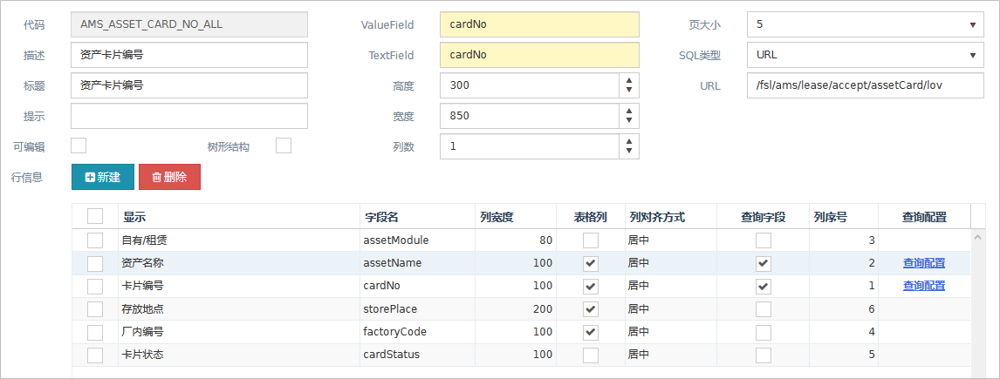 代码 AMS_ASSET_CARD_NO_ALL ValueField cardNo 页大小 5
描述 资产卡片编号 TextField cardNo SQL类型 URL
标题 资产卡片编号 高度 300 URL /fsl/ams/lease/accept/assetCard/lov
提示 宽度 850
可编辑 树形结构 列数 1
行信息 新建 删除
显示 字段名 列宽度 表格列 列对齐方式 查询字段 列序号 查询配置
自有/租赁 assetModule 80 居中 3
资产名称 assetName 100 居中 2 查询配置
卡片编号 cardNo 100 居中 1 查询配置
存放地点 storePlace 200 居中 6
厂内编号 factoryCode 100 居中 4
卡片状态 cardStatus 100 居中 5